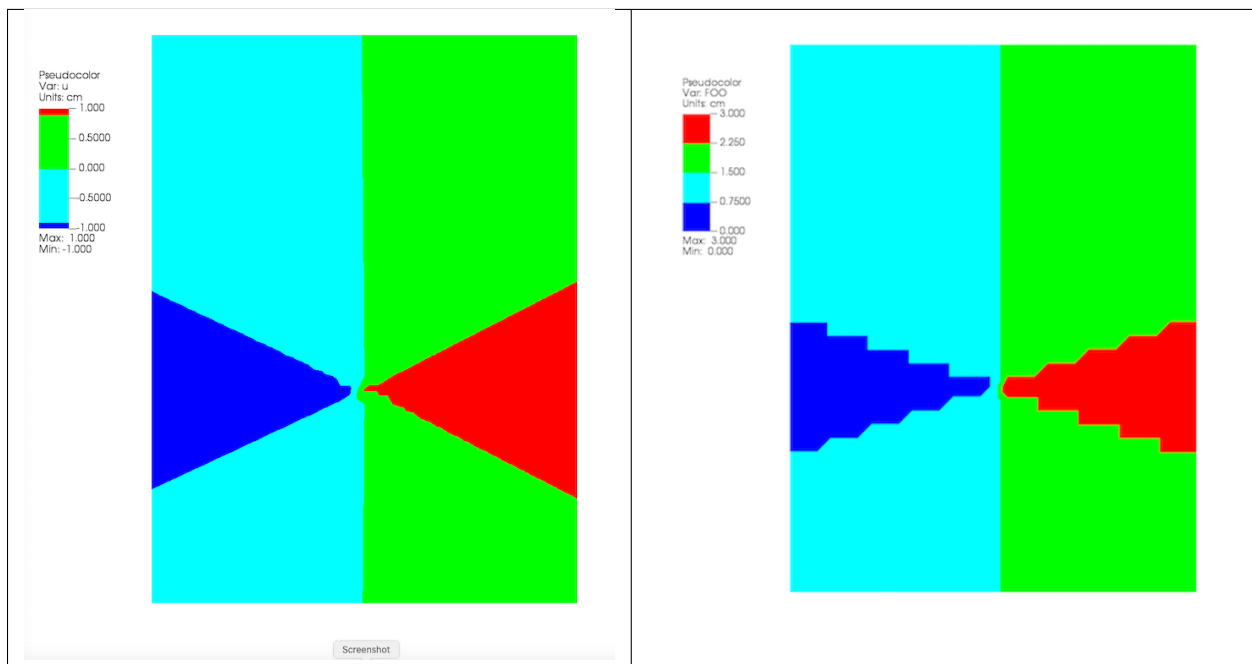 Pseudocolor
Var: u
Units: cm
1.000
0.5000
0.000
-0.5000
-1.000
Max: 1.000
Min: -1.000
Screenshot
Pseudocolor
Var: FOO
Units: cm
3.000
2.250
1.500
0.7500
0.000
Max: 3.000
Min: 0.000